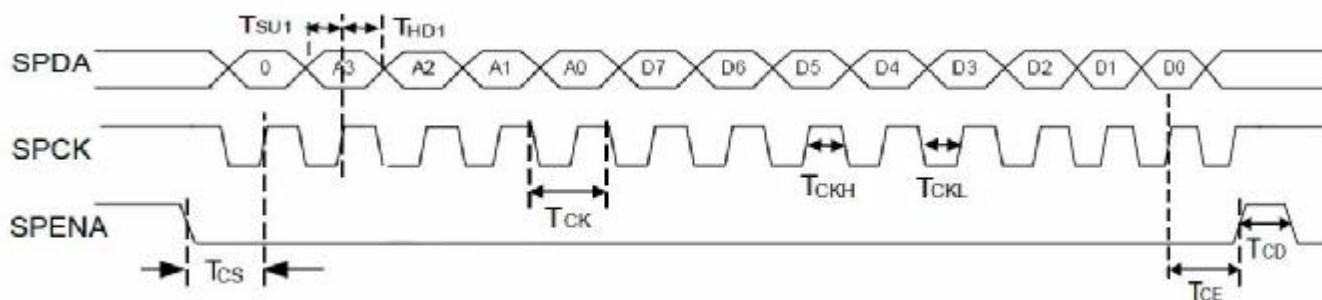 TSU1 THD1
SPDA 0 A3 A2 A1 A0 D7 D6 D5 D4 D3 D2 D1 D0
SPCK
TCKH TCKL
TCK
SPENA
TCS TCD
TCE